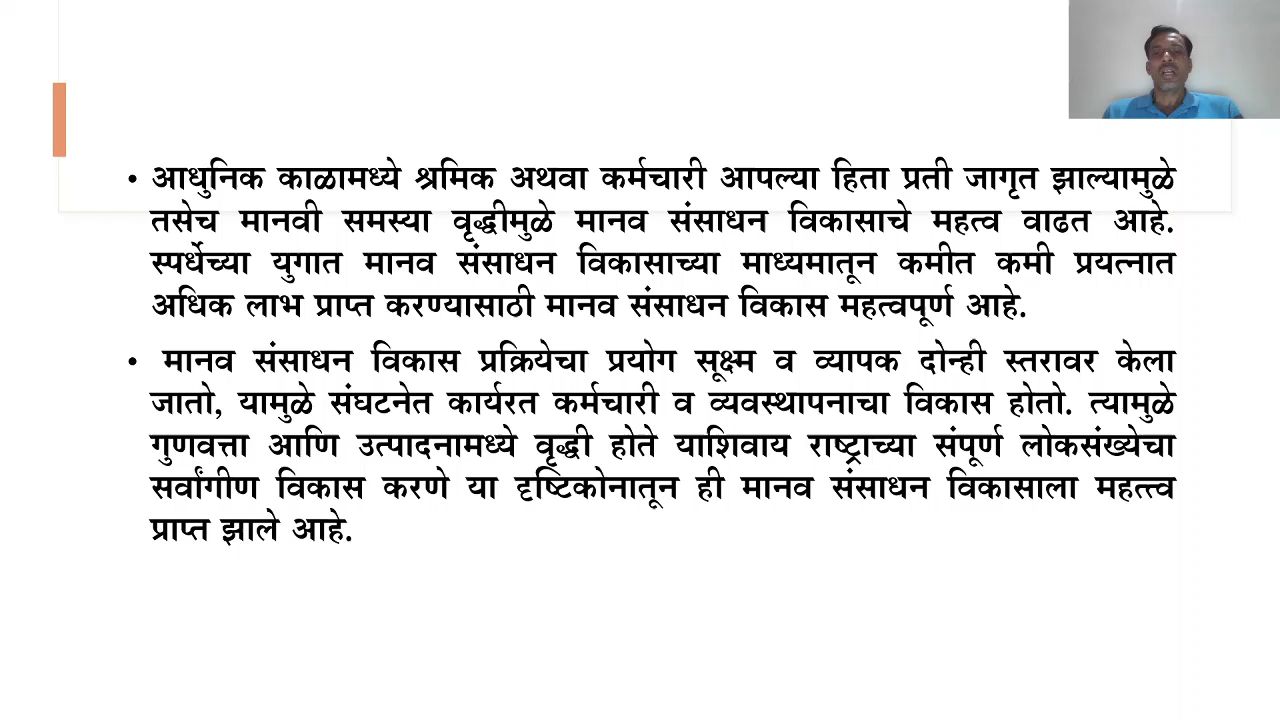 • आधुनिक काळामध्ये श्रमिक अथवा कर्मचारी आपल्या हिता प्रती जागृत झाल्यामुळे
तसेच मानवी समस्या वृद्धीमुळे मानव संसाधन विकासाचे महत्व वाढत आहे.
स्पर्धेच्या युगात मानव संसाधन विकासाच्या माध्यमातून कमीत कमी प्रयत्नात
अधिक लाभ प्राप्त करण्यासाठी मानव संसाधन विकास महत्वपूर्ण आहे.
• मानव संसाधन विकास प्रक्रियेचा प्रयोग सूक्ष्म व व्यापक दोन्ही स्तरावर केला
जातो, यामुळे संघटनेत कार्यरत कर्मचारी व व्यवस्थापनाचा विकास होतो. त्यामुळे
गुणवत्ता आणि उत्पादनामध्ये वृद्धी होते याशिवाय राष्ट्राच्या संपूर्ण लोकसंख्येचा
सर्वांगीण विकास करणे या दृष्टिकोनातून ही मानव संसाधन विकासाला महत्त्व
प्राप्त झाले आहे.